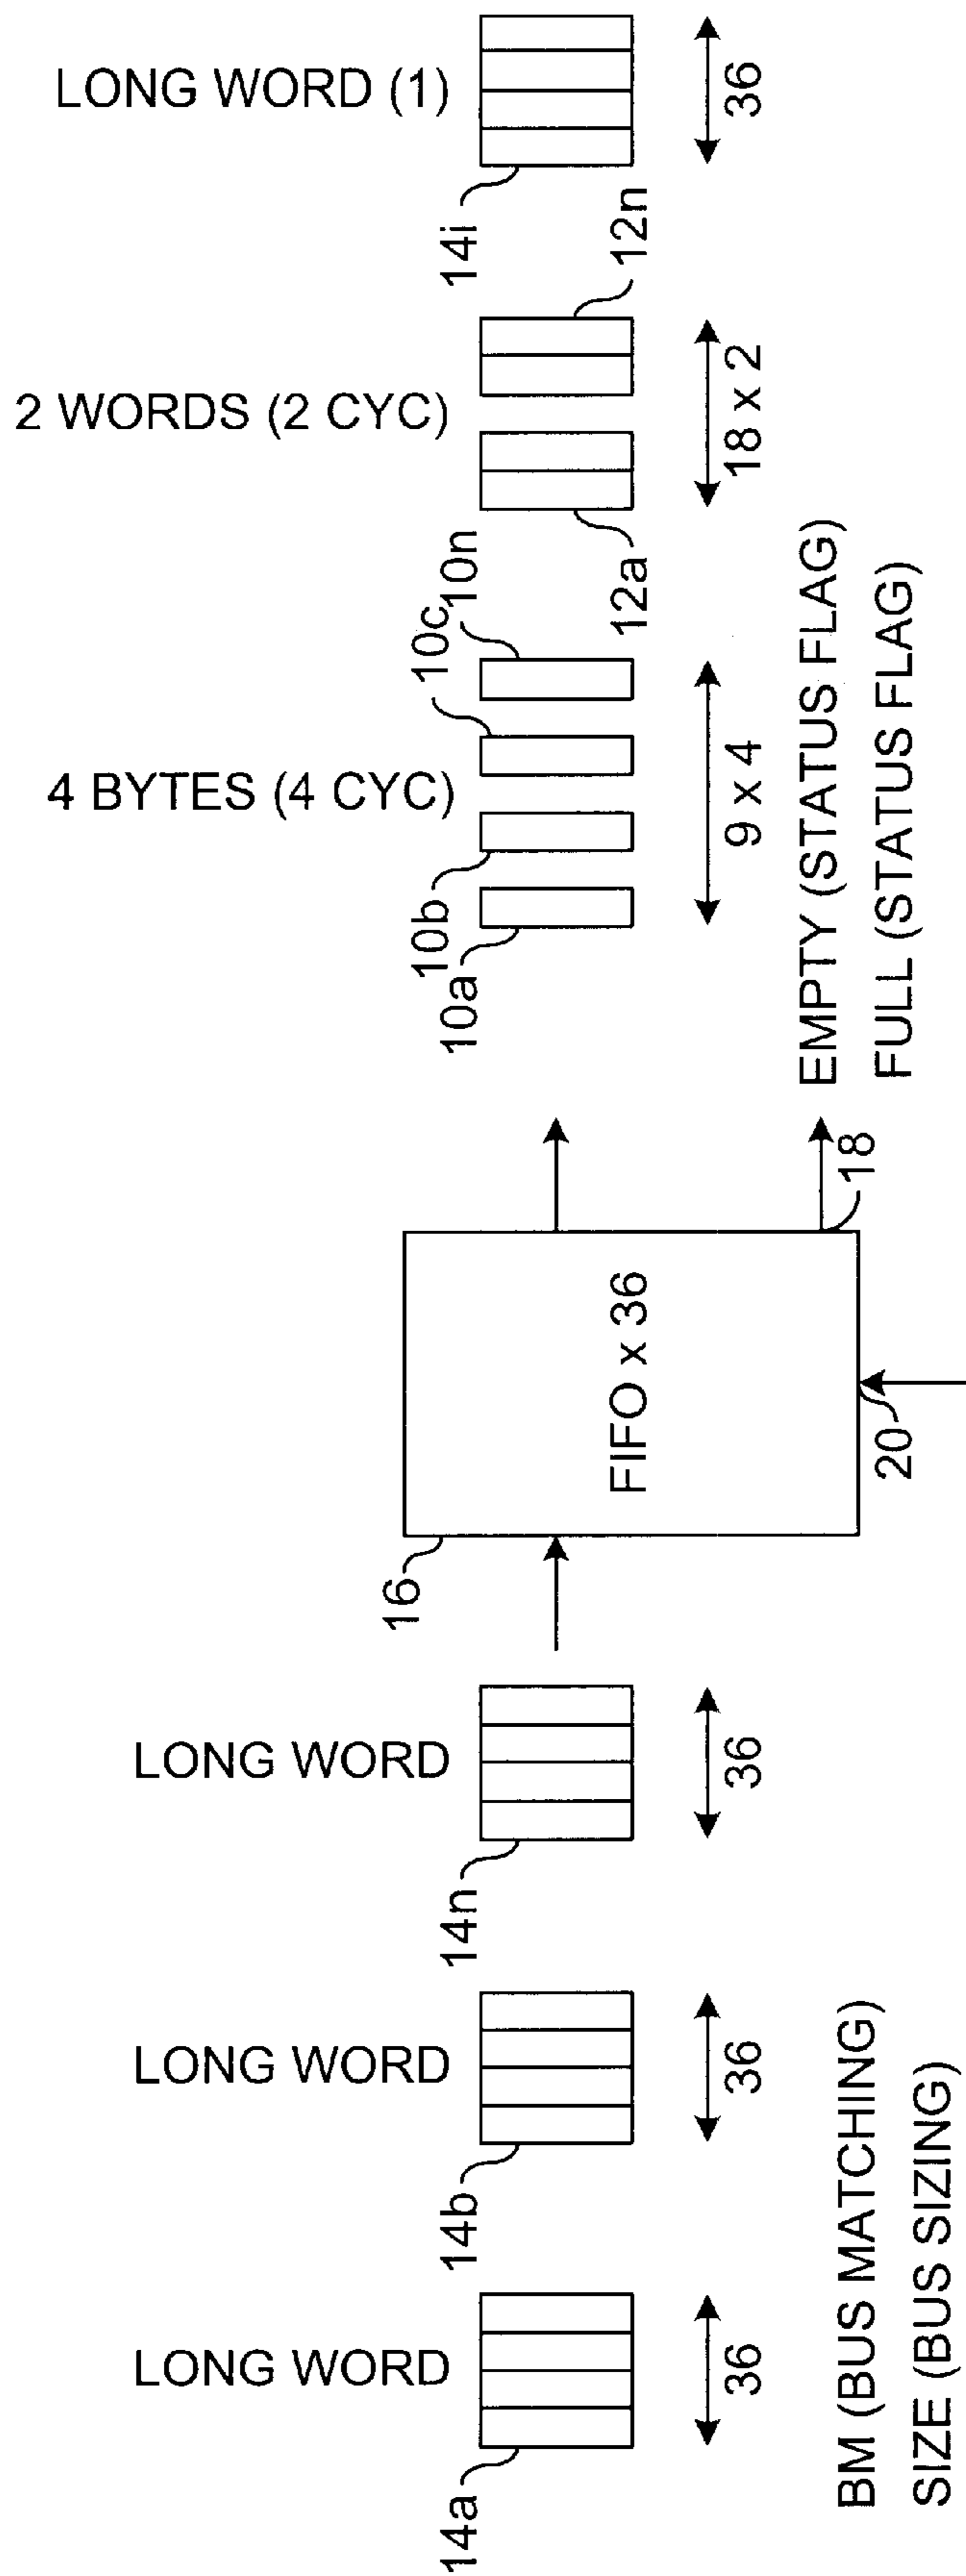 LONG WORD
LONG WORD
LONG WORD
4 BYTES (4 CYC)
2 WORDS (2 CYC)
LONG WORD (1)
14a
14b
14n
16
10a
10b
10c
10n
12a
12n
14i
FIFO x 36
36
36
36
9 x 4
18 x 2
36
18
20
BM (BUS MATCHING)
SIZE (BUS SIZING)
EMPTY (STATUS FLAG)
FULL (STATUS FLAG)